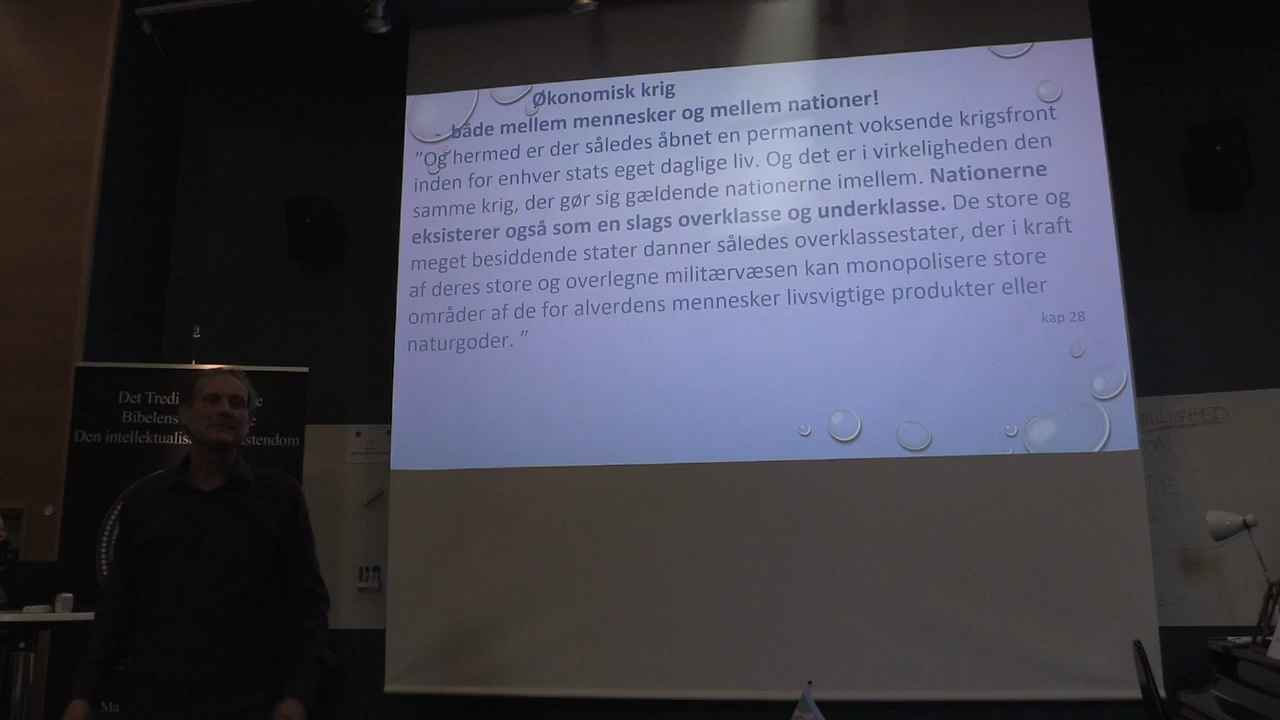 Økonomisk krig
- både mellem mennesker og mellem nationer!
”Og hermed er der således åbnet en permanent voksende krigsfront
inden for enhver stats eget daglige liv. Og det er i virkeligheden den
samme krig, der gør sig gældende nationerne imellem. Nationerne
eksisterer også som en slags overklasse og underklasse. De store og
meget besiddende stater danner således overklassestater, der i kraft
af deres store og overlegne militærvæsen kan monopolisere store
områder af de for alverdens mennesker livsvigtige produkter eller
naturgoder. ”
kap 28
Det Tredi
Bibelens
Den intellektualis stendom
Ma